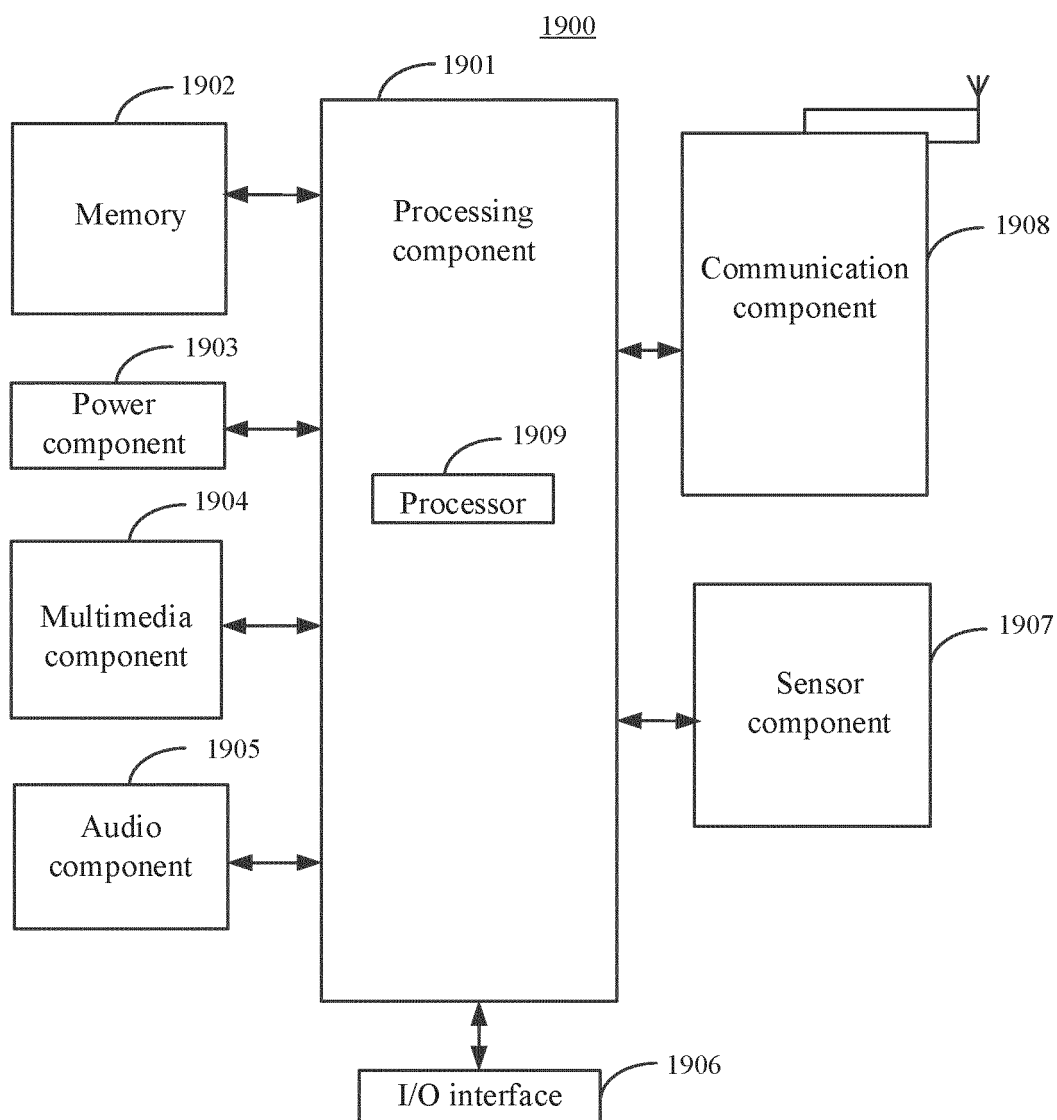 1900
1901
1902
Memory
Processing
component
1908
Communication
component
1903
Power
component
1909
Processor
1904
Multimedia
component
1907
Sensor
component
1905
Audio
component
1906
I/O interface